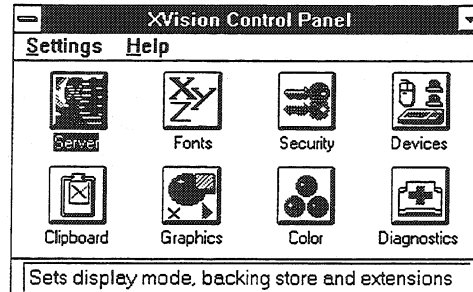 XVision Control Panel
Settings Help
Server Fonts Security Devices
Clipboard Graphics Color Diagnostics
Sets display mode, backing store and extensions